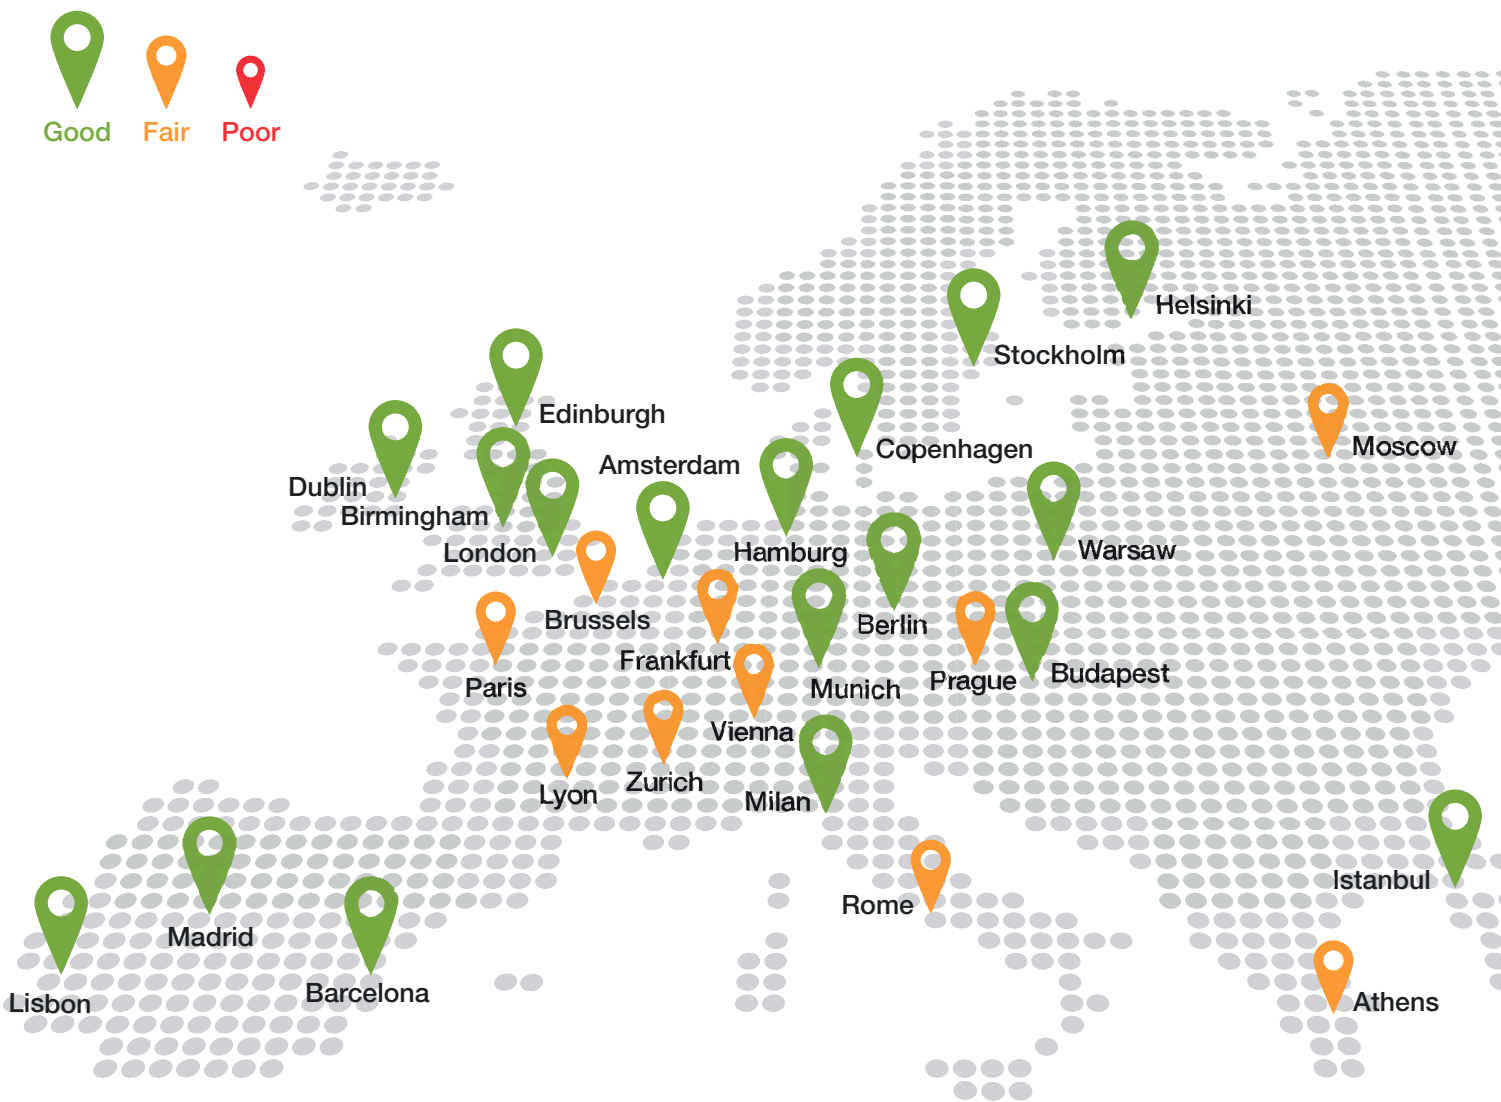 Good Fair Poor
Helsinki
Stockholm
Edinburgh
Copenhagen
Moscow
Amsterdam
Dublin
Birmingham
London
Hamburg
Warsaw
Brussels
Berlin
Frankfurt
Paris
Munich
Prague
Budapest
Vienna
Zurich
Lyon
Milan
Istanbul
Rome
Madrid
Barcelona
Lisbon
Athens